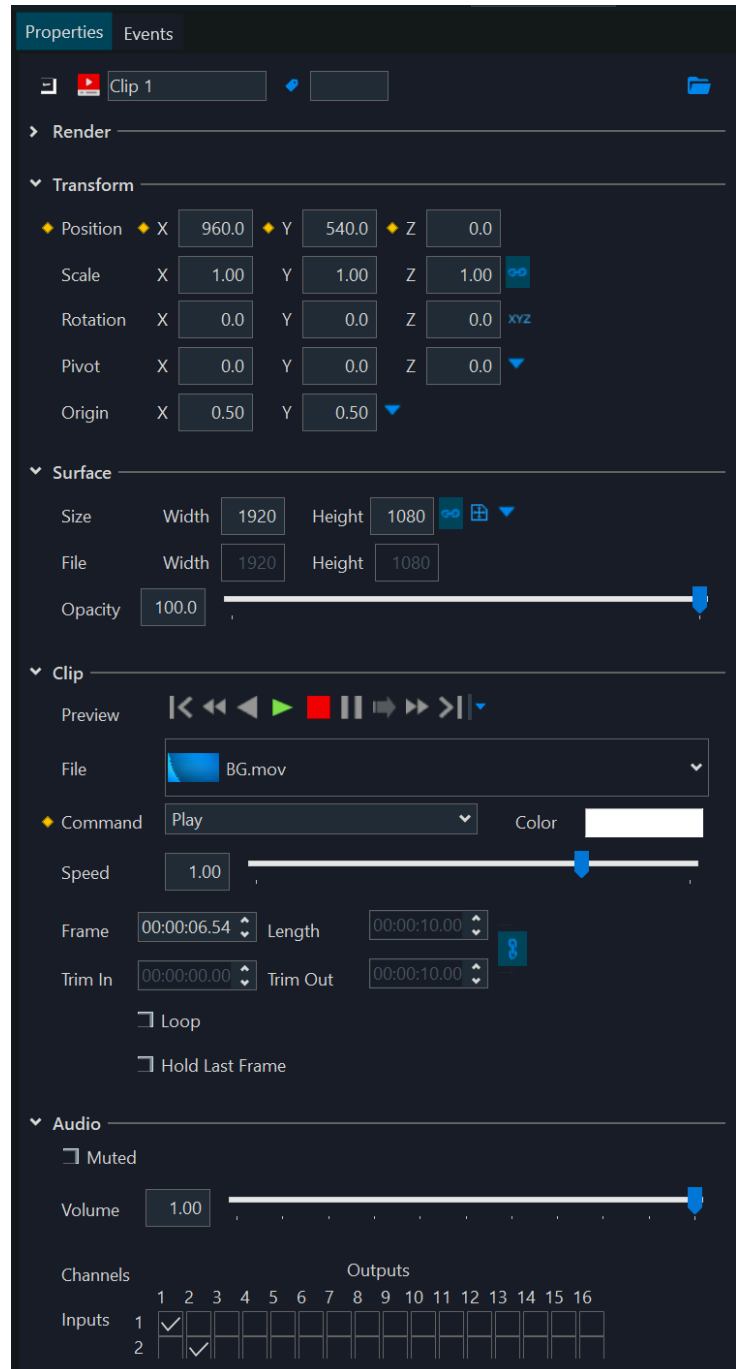 Properties Events
Clip 1
Render
Transform
Position X 960.0 Y 540.0 Z 0.0
Scale X 1.00 Y 1.00 Z 1.00
Rotation X 0.0 Y 0.0 Z 0.0 XYZ
Pivot X 0.0 Y 0.0 Z 0.0
Origin X 0.50 Y 0.50
Surface
Size Width 1920 Height 1080
File Width 1920 Height 1080
Opacity 100.0
Clip
Preview
File BG.mov
Command Play Color
Speed 1.00
Frame 00:00:06.54 Length 00:00:10.00
Trim In 00:00:00.00 Trim Out 00:00:10.00
Loop
Hold Last Frame
Audio
Muted
Volume 1.00
Channels Outputs
1 2 3 4 5 6 7 8 9 10 11 12 13 14 15 16
Inputs 1
2